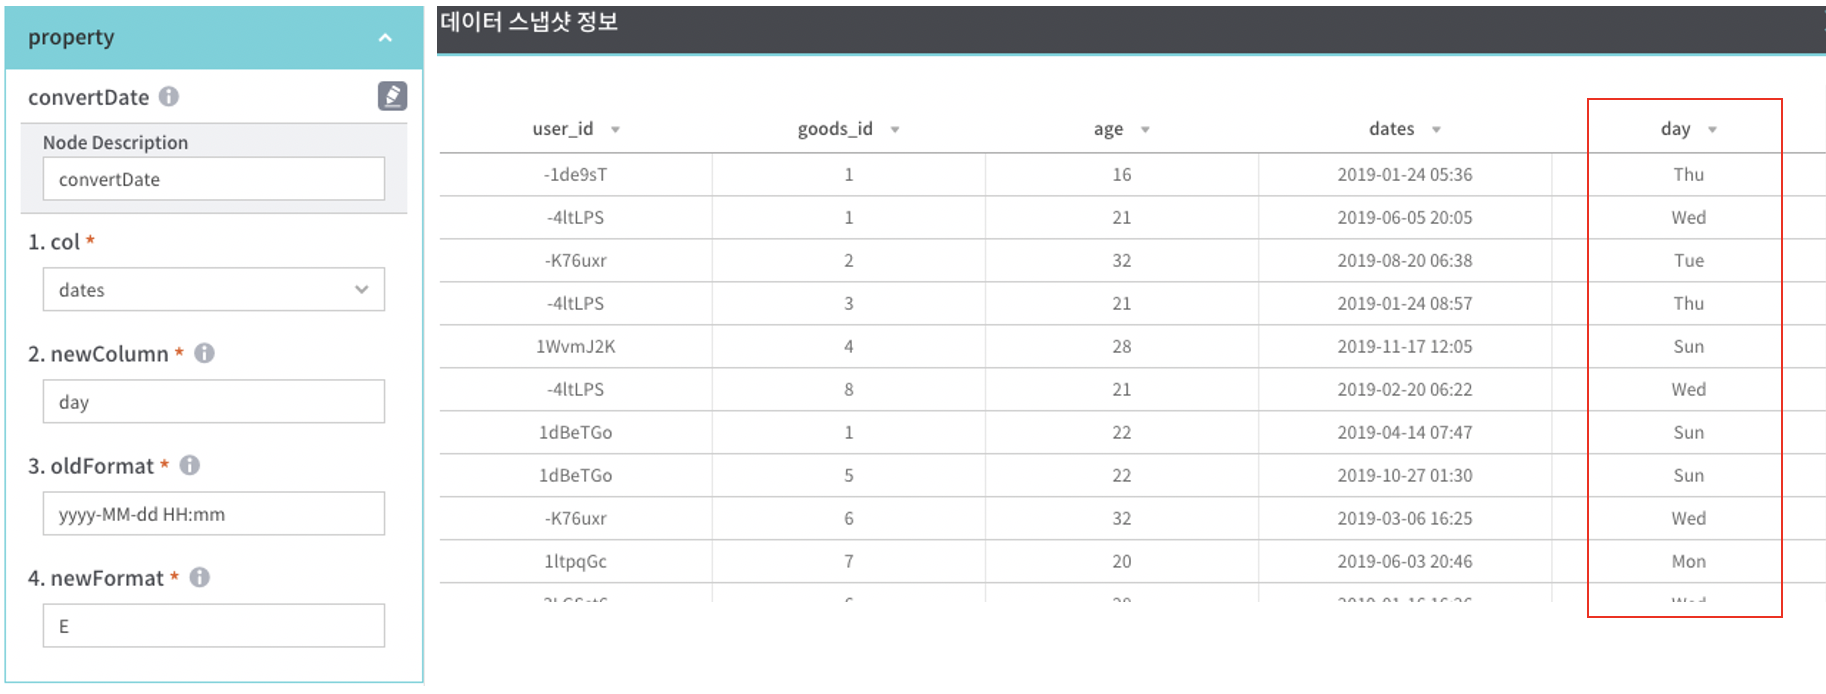 property
convertDate
Node Description
convertDate
1. col *
dates
2. newColumn *
day
3. oldFormat *
yyyy-MM-dd HH:mm
4. newFormat *
E
데이터 스냅샷 정보
user_id goods_id age dates day
-1de9sT 1 16 2019-01-24 05:36 Thu
-4ltLPS 1 21 2019-06-05 20:05 Wed
-K76uxr 2 32 2019-08-20 06:38 Tue
-4ltLPS 3 21 2019-01-24 08:57 Thu
1WvmJ2K 4 28 2019-11-17 12:05 Sun
-4ltLPS 8 21 2019-02-20 06:22 Wed
1dBeTGo 1 22 2019-04-14 07:47 Sun
1dBeTGo 5 22 2019-10-27 01:30 Sun
-K76uxr 6 32 2019-03-06 16:25 Wed
1ltpqGc 7 20 2019-06-03 20:46 Mon